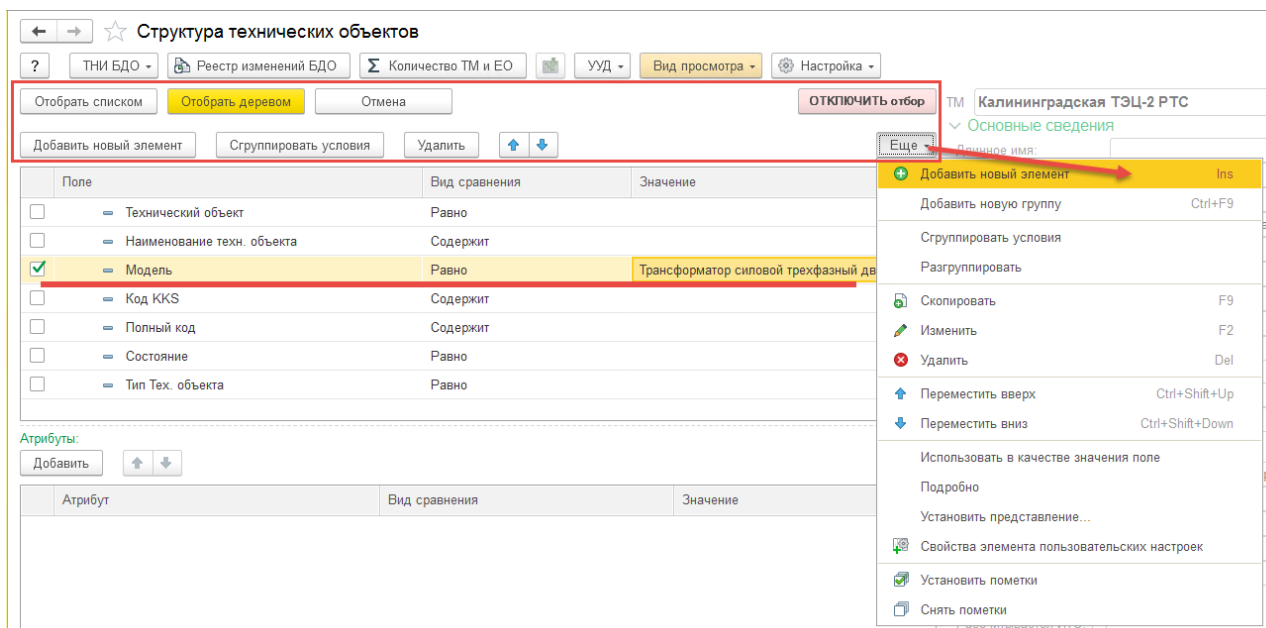 Структура технических объектов
? ТНИ БДО Реестр изменений БДО Σ Количество ТМ и ЕО УУД Вид просмотра Настройка
Отобрать списком Отобрать деревом Отмена ОТКЛЮЧИТЬ отбор ТМ Калининградская ТЭЦ-2 РТС
Основные сведения
Добавить новый элемент Сгруппировать условия Удалить Еще Длинное имя:
Поле Вид сравнения Значение
Технический объект Равно
Наименование техн. объекта Содержит
Модель Равно Трансформатор силовой трехфазный дв
Код KKS Содержит
Полный код Содержит
Состояние Равно
Тип Тех. объекта Равно
Атрибуты:
Добавить
Атрибут Вид сравнения Значение
Добавить новый элемент Ins
Добавить новую группу Ctrl+F9
Сгруппировать условия
Разгруппировать
Скопировать F9
Изменить F2
Удалить Del
Переместить вверх Ctrl+Shift+Up
Переместить вниз Ctrl+Shift+Down
Использовать в качестве значения поле
Подробно
Установить представление...
Свойства элемента пользовательских настроек
Установить пометки
Снять пометки